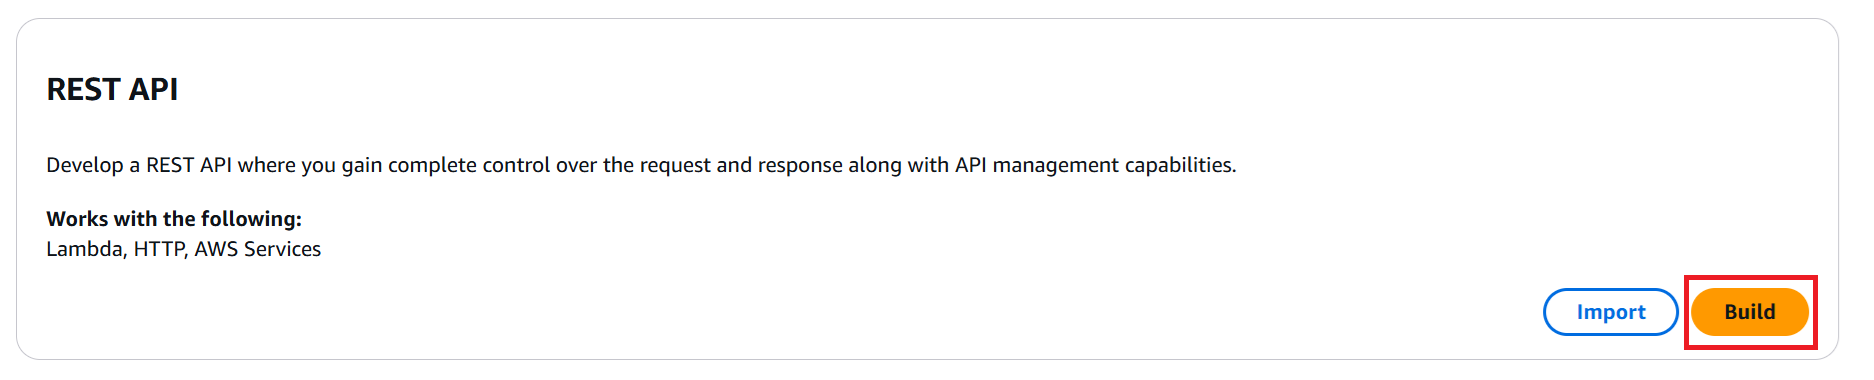 REST API
Develop a REST API where you gain complete control over the request and response along with API management capabilities.
Works with the following:
Lambda, HTTP, AWS Services
Import
Build